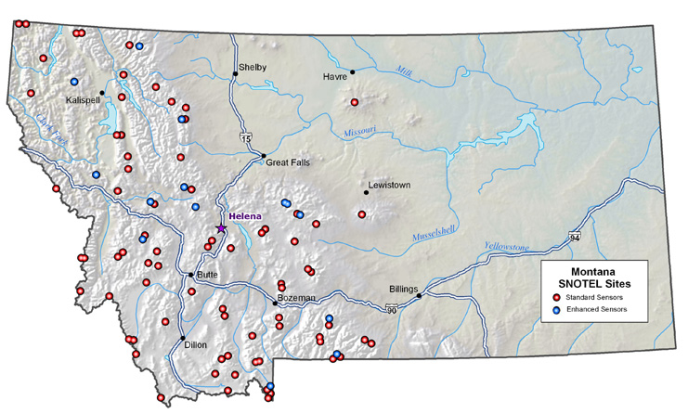 Shelby
Havre
Milk
Kalispell
Clark Fork
15
Missouri
Great Falls
Lewistown
Helena
Musselshell
Yellowstone
94
Butte
Bozeman
Billings
90
Dillon
Montana
SNOTEL Sites
Standard Sensors
Enhanced Sensors